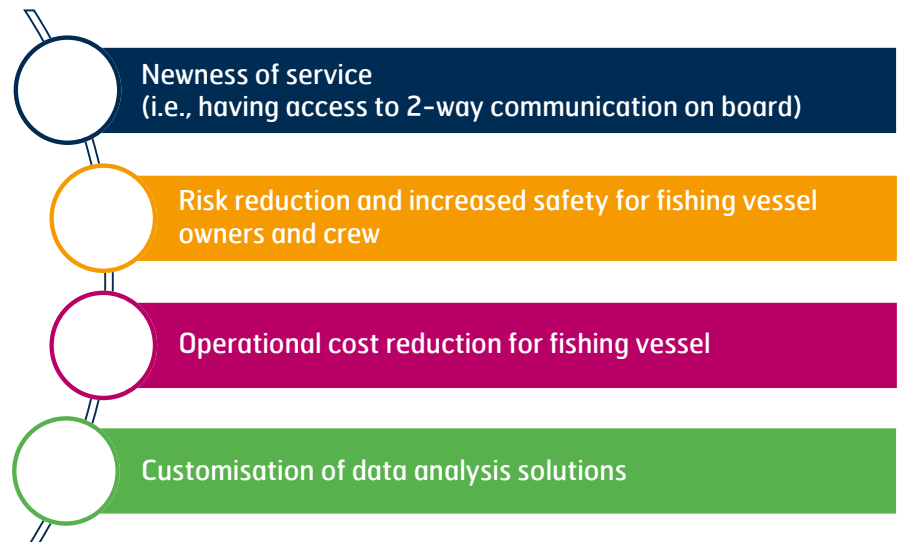 Newness of service
(i.e., having access to 2-way communication on board)
Risk reduction and increased safety for fishing vessel
owners and crew
Operational cost reduction for fishing vessel
Customisation of data analysis solutions